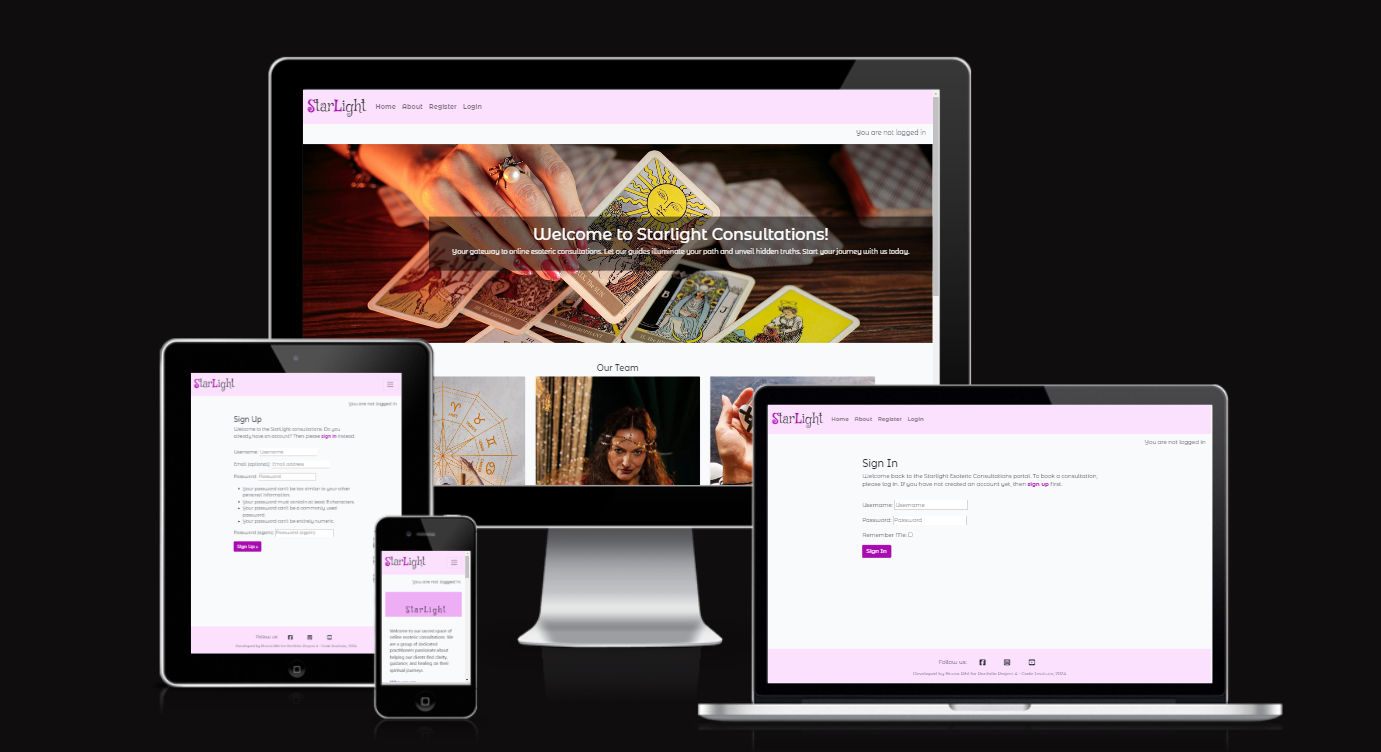 StarLight
Home About Register Login
You are not logged in
Welcome to Starlight Consultations!
Your gateway to online esoteric consultations. Let our guides illuminate your path and unveil hidden truths. Start your journey with us today.
Our Team
StarLight
You are not logged in
Sign Up
Welcome to the StarLight consultations. Do you
already have an account? Then please sign in instead.
Username: Username
Email (optional): Email address
Password: Password
Your password can't be too similar to your other
personal information.
Your password must contain at least 8 characters.
Your password can't be a commonly used
password.
Your password can't be entirely numeric.
Password (again): Password (again)
Sign Up »
Follow us:
StarLight
You are not logged in
StarLight
Welcome to our sacred space of
online esoteric consultations. We
are a group of dedicated
practitioners passionate about
helping our clients find clarity,
guidance, and healing on their
spiritual journeys.
StarLight
Home About Register Login
You are not logged in
Sign In
Welcome back to the Starlight Esoteric Consultations portal. To book a consultation,
please log in. If you have not created an account yet, then sign up first.
Username: Username
Password: Password
Remember Me:
Sign In
Follow us: